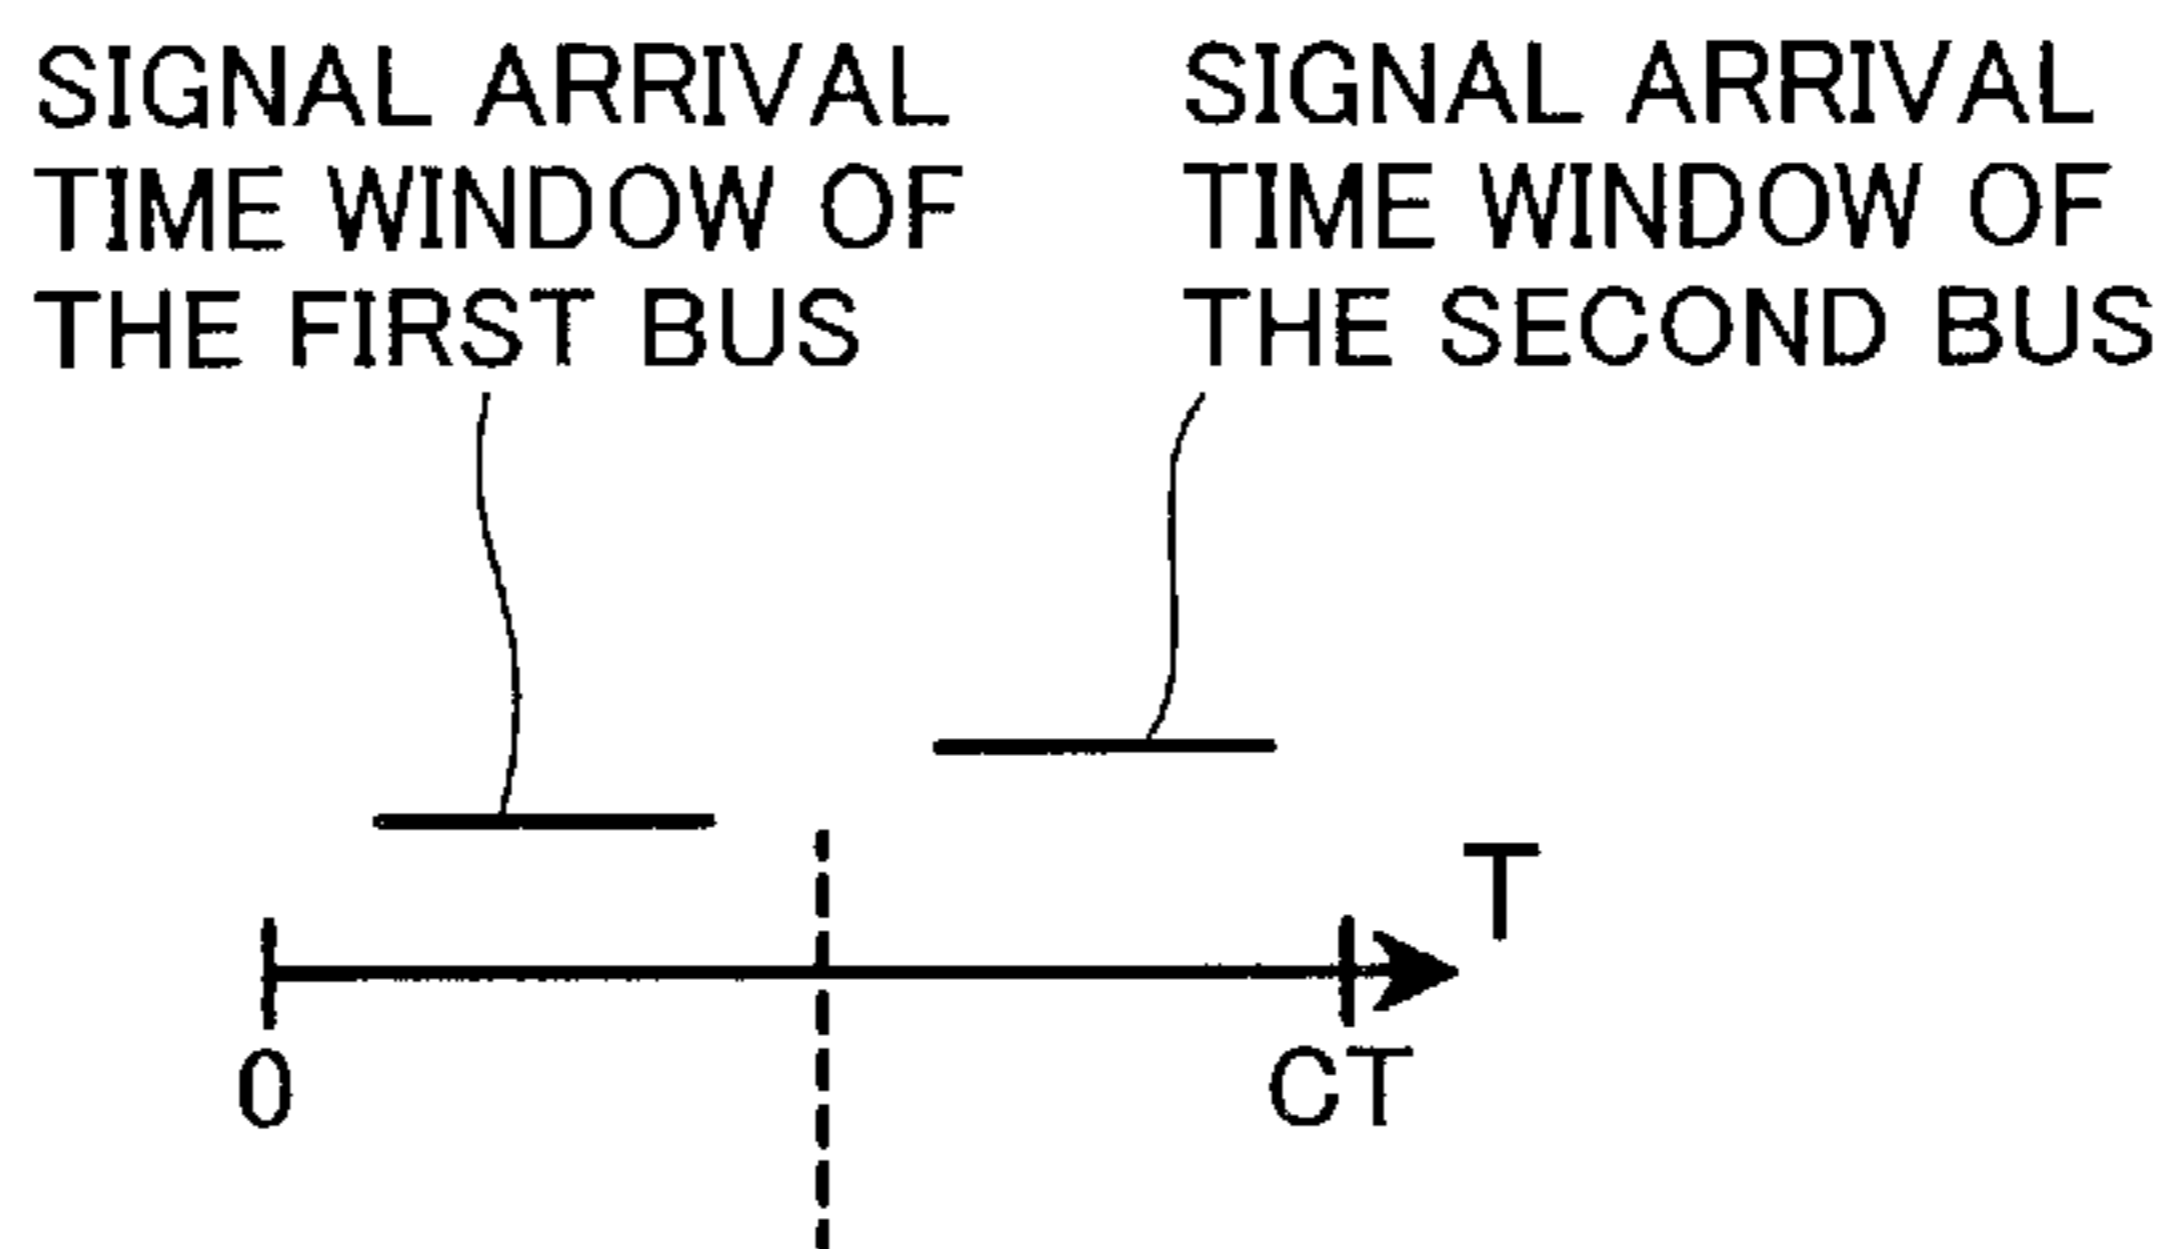 SIGNAL ARRIVAL
TIME WINDOW OF
THE FIRST BUS
SIGNAL ARRIVAL
TIME WINDOW OF
THE SECOND BUS
T
0
CT